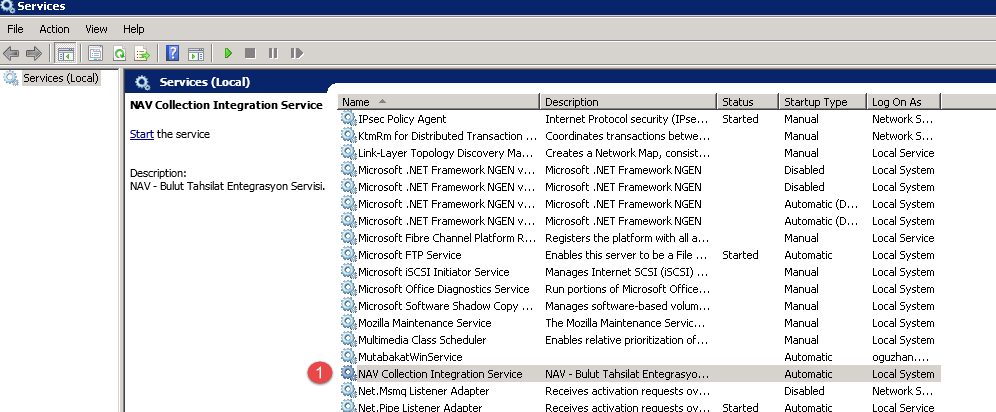 Services
File Action View Help
Services (Local)
Services (Local)
NAV Collection Integration Service
Start the service
Description:
NAV - Bulut Tahsilat Entegrasyon Servisi.
Name Description Status Startup Type Log On As
IPsec Policy Agent Internet Protocol security (IPse... Started Manual Network S...
KtmRm for Distributed Transaction ... Coordinates transactions betwe... Manual Network S...
Link-Layer Topology Discovery Ma... Creates a Network Map, consist... Manual Local Service
Microsoft .NET Framework NGEN v... Microsoft .NET Framework NGEN Disabled Local System
Microsoft .NET Framework NGEN v... Microsoft .NET Framework NGEN Disabled Local System
Microsoft .NET Framework NGEN v... Microsoft .NET Framework NGEN Automatic (D... Local System
Microsoft .NET Framework NGEN v... Microsoft .NET Framework NGEN Automatic (D... Local System
Microsoft Fibre Channel Platform R... Registers the platform with all a... Manual Local Service
Microsoft FTP Service Enables this server to be a File ... Started Automatic Local System
Microsoft iSCSI Initiator Service Manages Internet SCSI (iSCSI) ... Manual Local System
Microsoft Office Diagnostics Service Run portions of Microsoft Office... Manual Local System
Microsoft Software Shadow Copy ... Manages software-based volum... Manual Local System
Mozilla Maintenance Service The Mozilla Maintenance Servic... Manual Local System
Multimedia Class Scheduler Enables relative prioritization of... Manual Local System
MutabakatWinService Automatic oguzhan....
1 NAV Collection Integration Service NAV - Bulut Tahsilat Entegrasyo... Automatic Local System
Net.Msmq Listener Adapter Receives activation requests ov... Disabled Network S...
Net.Pipe Listener Adapter Receives activation requests ov... Started Automatic Local Service